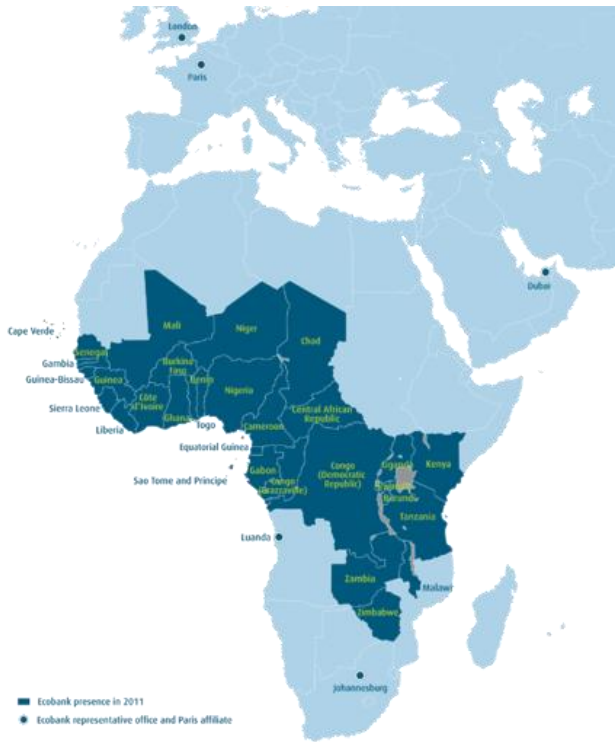 London
Paris
Dubai
Mali
Niger
Chad
Cape Verde
Senegal
Gambia
Guinea-Bissau
Guinea
Burkina
Faso
Benin
Nigeria
Côte
d'Ivoire
Ghana
Sierra Leone
Liberia
Togo
Cameroon
Central African
Republic
Equatorial Guinea
Sao Tome and Principe
Gabon
Congo
(Brazzaville)
Congo
(Democratic
Republic)
Uganda
Kenya
Rwanda
Burundi
Tanzania
Luanda
Zambia
Malawi
Zimbabwe
Johannesburg
Ecobank presence in 2011
Ecobank representative office and Paris affiliate